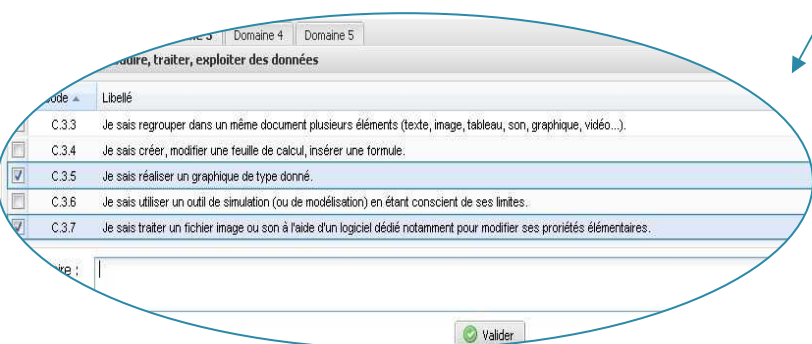 Domaine 4 Domaine 5
traiter, exploiter des données
Libellé
C.3.3 Je sais regrouper dans un même document plusieurs éléments (texte, image, tableau, son, graphique, vidéo...).
C.3.4 Je sais créer, modifier une feuille de calcul, insérer une formule.
C.3.5 Je sais réaliser un graphique de type donné.
C.3.6 Je sais utiliser un outil de simulation (ou de modélisation) en étant conscient de ses limites.
C.3.7 Je sais traiter un fichier image ou son à l'aide d'un logiciel dédié notamment pour modifier ses proriétés élémentaires.
Valider